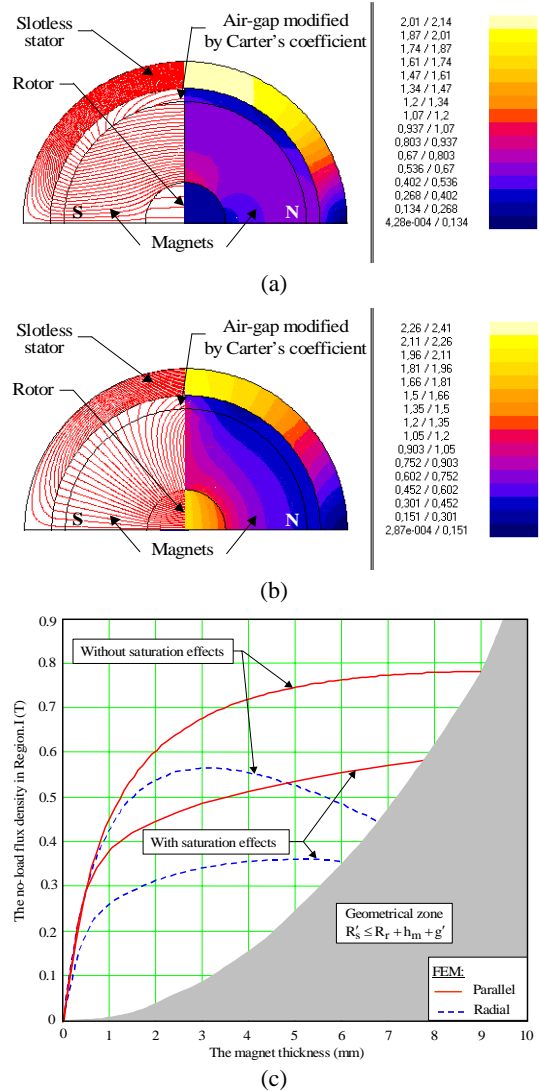 Slotless
stator
Air-gap modified
by Carter's coefficient
Rotor
S
N
Magnets
2,01 / 2,14
1,87 / 2,01
1,74 / 1,87
1,61 / 1,74
1,47 / 1,61
1,34 / 1,47
1,2 / 1,34
1,07 / 1,2
0,937 / 1,07
0,803 / 0,937
0,67 / 0,803
0,536 / 0,67
0,402 / 0,536
0,268 / 0,402
0,134 / 0,268
4,28e-004 / 0,134
(a)
Slotless
stator
Air-gap modified
by Carter's coefficient
Rotor
S
N
Magnets
2,26 / 2,41
2,11 / 2,26
1,96 / 2,11
1,81 / 1,96
1,66 / 1,81
1,5 / 1,66
1,35 / 1,5
1,2 / 1,35
1,05 / 1,2
0,903 / 1,05
0,752 / 0,903
0,602 / 0,752
0,452 / 0,602
0,301 / 0,452
0,151 / 0,301
2,87e-004 / 0,151
(b)
The no-load flux density in Region.I (T)
0.9
0.8
0.7
0.6
0.5
0.4
0.3
0.2
0.1
0
Without saturation effects
With saturation effects
Geometrical zone
R′s ≤ Rr + hm + g′
FEM:
Parallel
Radial
0 1 2 3 4 5 6 7 8 9 10
The magnet thickness (mm)
(c)